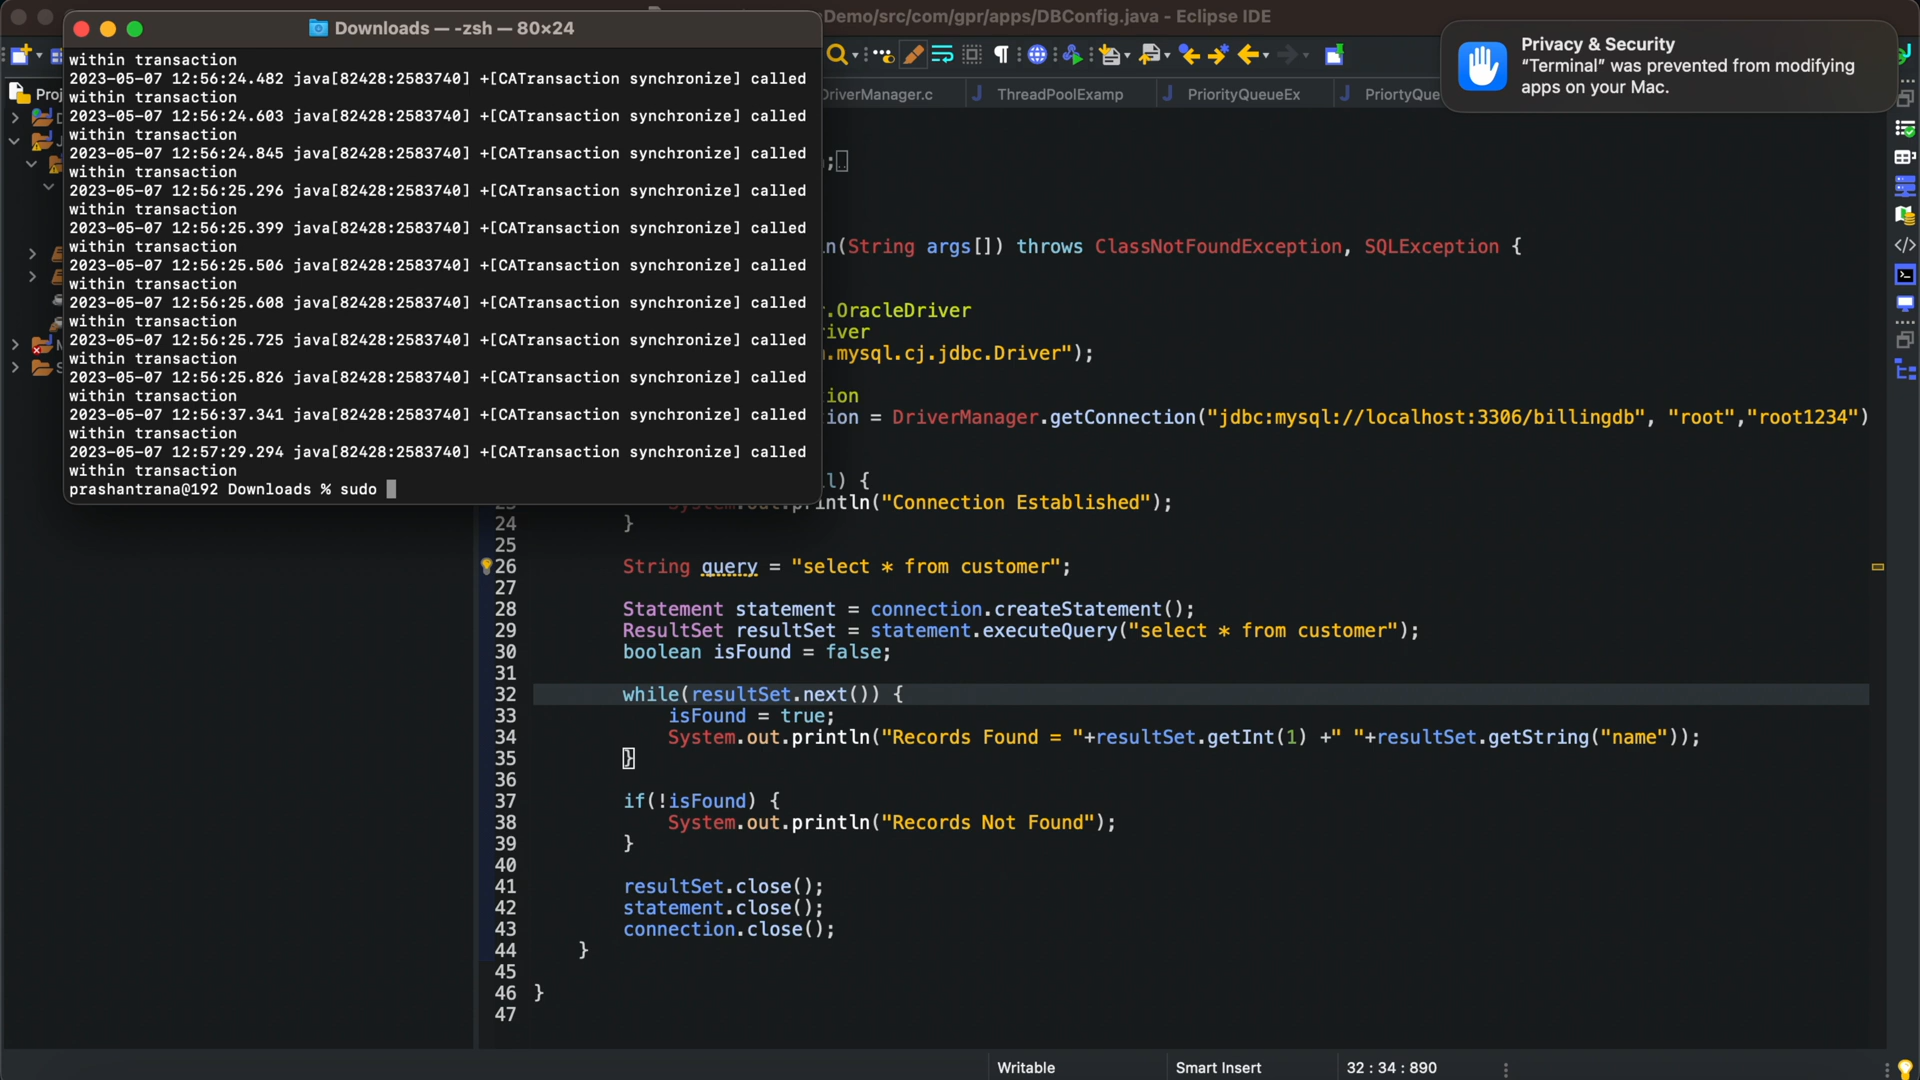 Demo/src/com/gpr/apps/DBConfig.java - Eclipse IDE
Downloads — -zsh — 80×24
within transaction
2023-05-07 12:56:24.482 java[82428:2583740] +[CATransaction synchronize] called
within transaction
2023-05-07 12:56:24.603 java[82428:2583740] +[CATransaction synchronize] called
within transaction
2023-05-07 12:56:24.845 java[82428:2583740] +[CATransaction synchronize] called
within transaction
2023-05-07 12:56:25.296 java[82428:2583740] +[CATransaction synchronize] called
within transaction
2023-05-07 12:56:25.399 java[82428:2583740] +[CATransaction synchronize] called
within transaction
2023-05-07 12:56:25.506 java[82428:2583740] +[CATransaction synchronize] called
within transaction
2023-05-07 12:56:25.608 java[82428:2583740] +[CATransaction synchronize] called
within transaction
2023-05-07 12:56:25.725 java[82428:2583740] +[CATransaction synchronize] called
within transaction
2023-05-07 12:56:25.826 java[82428:2583740] +[CATransaction synchronize] called
within transaction
2023-05-07 12:56:37.341 java[82428:2583740] +[CATransaction synchronize] called
within transaction
2023-05-07 12:57:29.294 java[82428:2583740] +[CATransaction synchronize] called
within transaction
prashantrana@192 Downloads % sudo
Privacy & Security
“Terminal” was prevented from modifying
apps on your Mac.
Proj
DriverManager.c ThreadPoolExamp PriorityQueueEx PriortyQue
;
n(String args[]) throws ClassNotFoundException, SQLException {
.OracleDriver
iver
.mysql.cj.jdbc.Driver");
ion
ion = DriverManager.getConnection("jdbc:mysql://localhost:3306/billingdb", "root","root1234")
l) {
System.out.println("Connection Established");
24 }
25
26 String query = "select * from customer";
27
28 Statement statement = connection.createStatement();
29 ResultSet resultSet = statement.executeQuery("select * from customer");
30 boolean isFound = false;
31
32 while(resultSet.next()) {
33 isFound = true;
34 System.out.println("Records Found = "+resultSet.getInt(1) +" "+resultSet.getString("name"));
35 }
36
37 if(!isFound) {
38 System.out.println("Records Not Found");
39 }
40
41 resultSet.close();
42 statement.close();
43 connection.close();
44 }
45
46 }
47
Writable Smart Insert 32 : 34 : 890